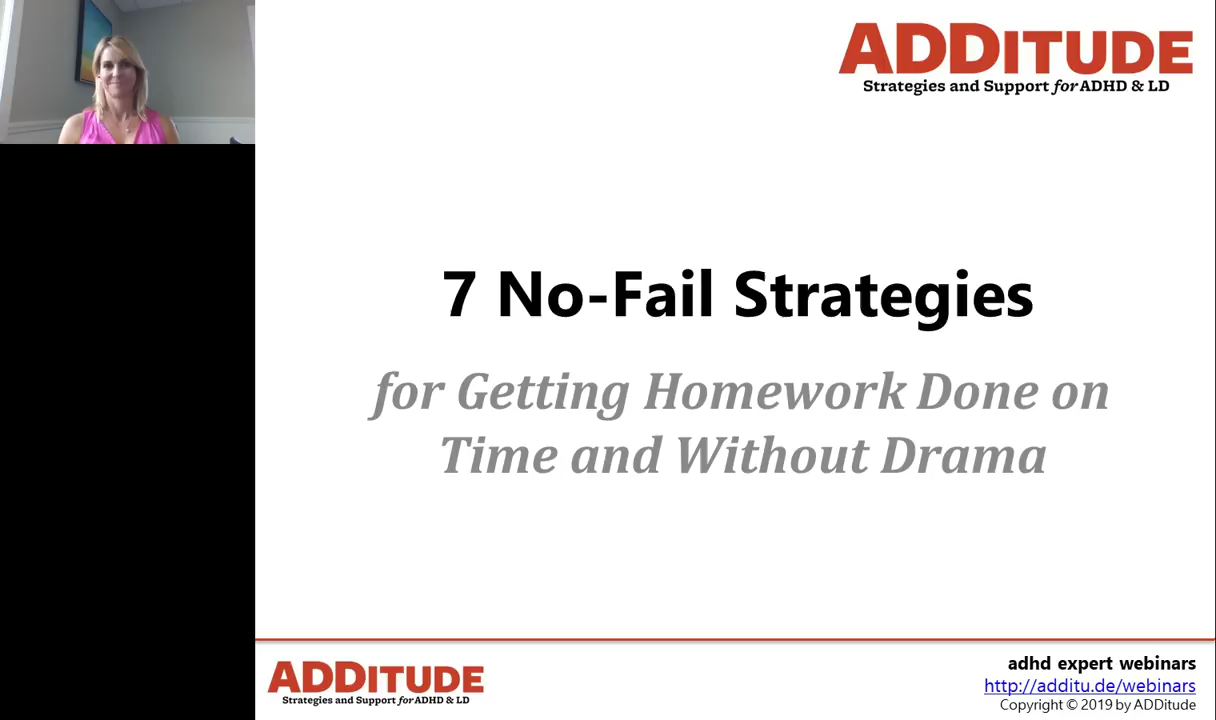 ADDITUDE
Strategies and Support for ADHD & LD
7 No-Fail Strategies
for Getting Homework Done on
Time and Without Drama
ADDITUDE
Strategies and Support for ADHD & LD
adhd expert webinars
http://additu.de/webinars
Copyright © 2019 by ADDitude